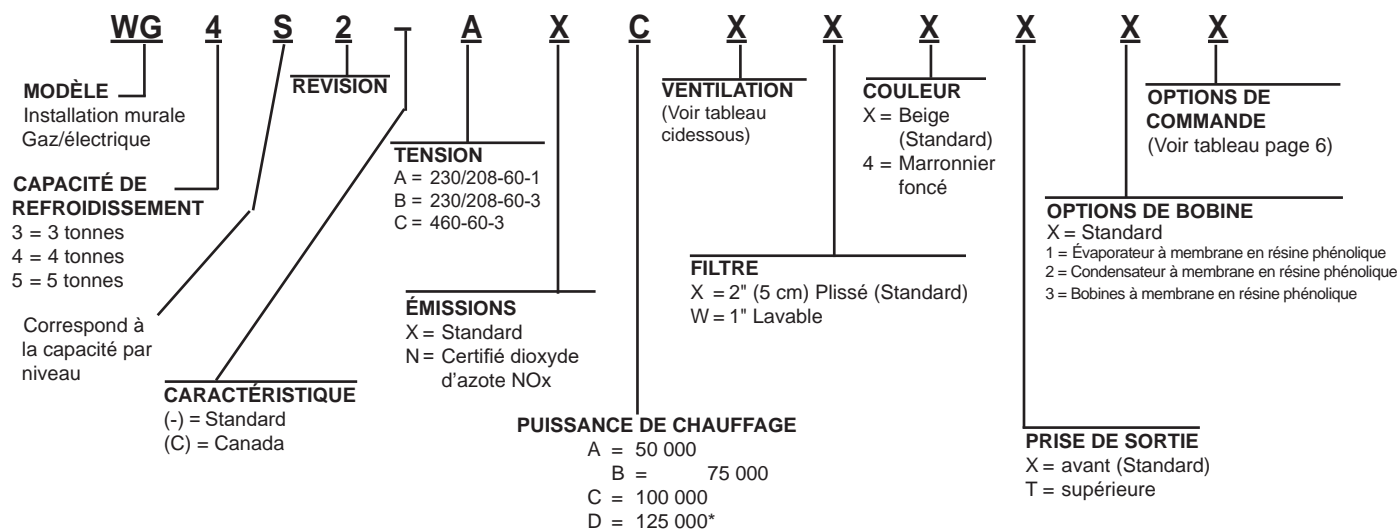 WG 4 S 2 – A X C X X X X X X
MODÈLE
Installation murale
Gaz/électrique
CAPACITÉ DE
REFROIDISSEMENT
3 = 3 tonnes
4 = 4 tonnes
5 = 5 tonnes
Correspond à
la capacité par
niveau
REVISION
CARACTÉRISTIQUE
(-) = Standard
(C) = Canada
TENSION
A = 230/208-60-1
B = 230/208-60-3
C = 460-60-3
ÉMISSIONS
X = Standard
N = Certifié dioxyde
d'azote NOx
PUISSANCE DE CHAUFFAGE
A = 50 000
B = 75 000
C = 100 000
D = 125 000*
VENTILATION
(Voir tableau
cidessous)
FILTRE
X = 2" (5 cm) Plissé (Standard)
W = 1" Lavable
COULEUR
X = Beige
(Standard)
4 = Marronnier
foncé
PRISE DE SORTIE
X = avant (Standard)
T = supérieure
OPTIONS DE BOBINE
X = Standard
1 = Évaporateur à membrane en résine phénolique
2 = Condensateur à membrane en résine phénolique
3 = Bobines à membrane en résine phénolique
OPTIONS DE
COMMANDE
(Voir tableau page 6)